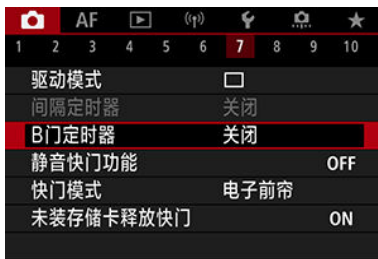 AF
1 2 3 4 5 6 7 8 9 10
驱动模式
间隔定时器 关闭
B门定时器 关闭
静音快门功能 OFF
快门模式 电子前帘
未装存储卡释放快门 ON